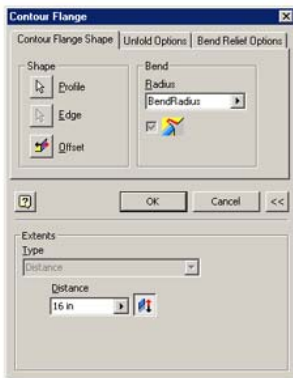 Contour Flange
Contour Flange Shape Unfold Options Bend Relief Options
Shape
Profile
Edge
Offset
Bend
Radius
BendRadius
OK Cancel <<
Extents
Type
Distance
Distance
16 in